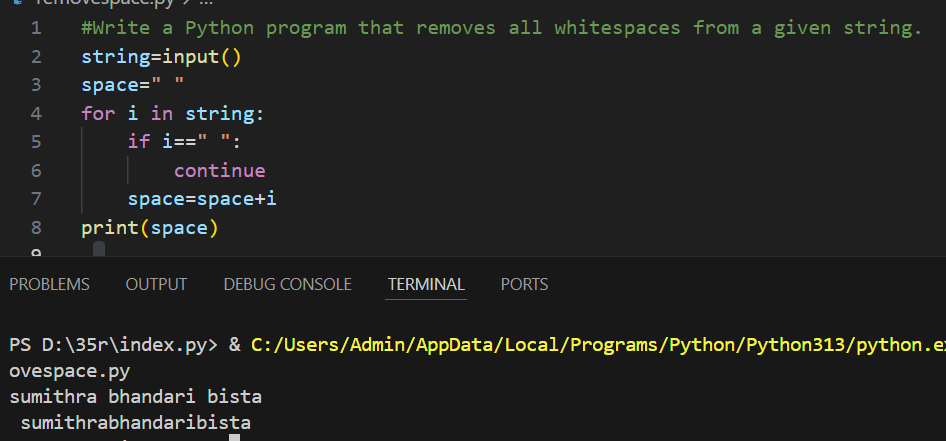 removespace.py > ...
1 #Write a Python program that removes all whitespaces from a given string.
2 string=input()
3 space=" "
4 for i in string:
5     if i==" ":
6         continue
7     space=space+i
8 print(space)
9
PROBLEMS OUTPUT DEBUG CONSOLE TERMINAL PORTS
PS D:\35r\index.py> & C:/Users/Admin/AppData/Local/Programs/Python/Python313/python.ex
ovespace.py
sumithra bhandari bista
 sumithrabhandaribista